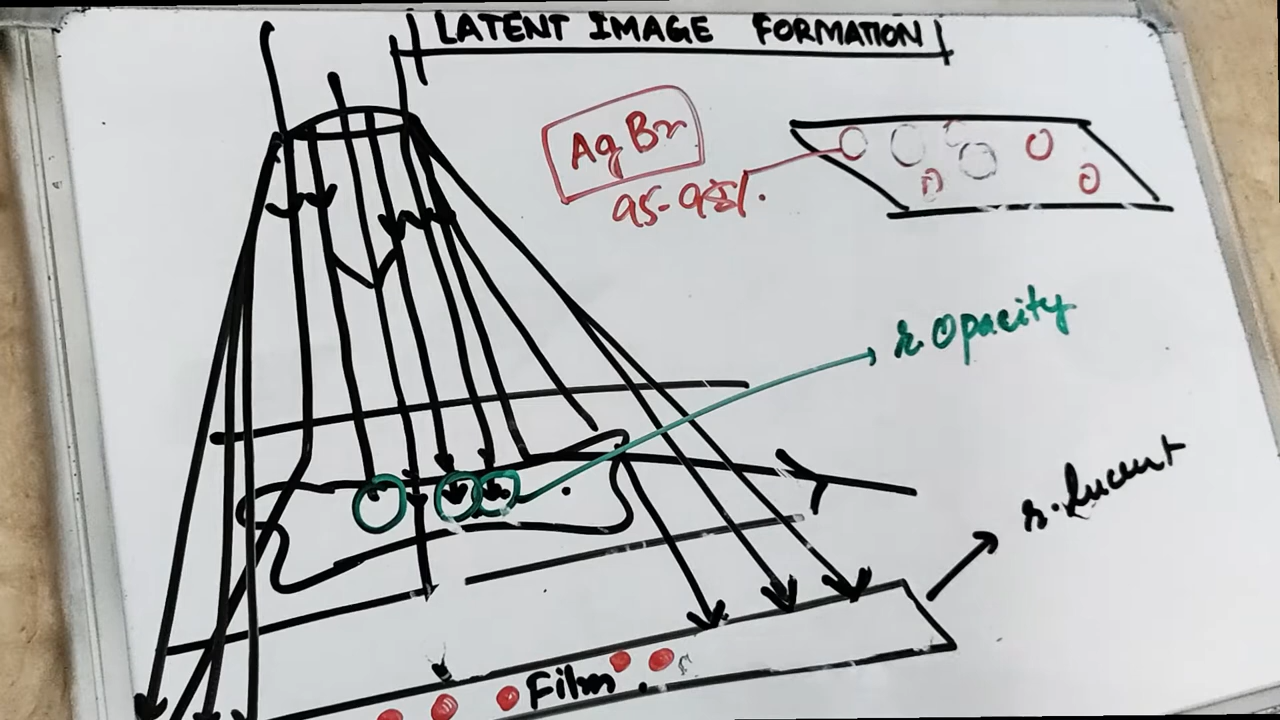 LATENT IMAGE FORMATION
AgBr
95-98%.
r. Opacity
r. lucent
Film